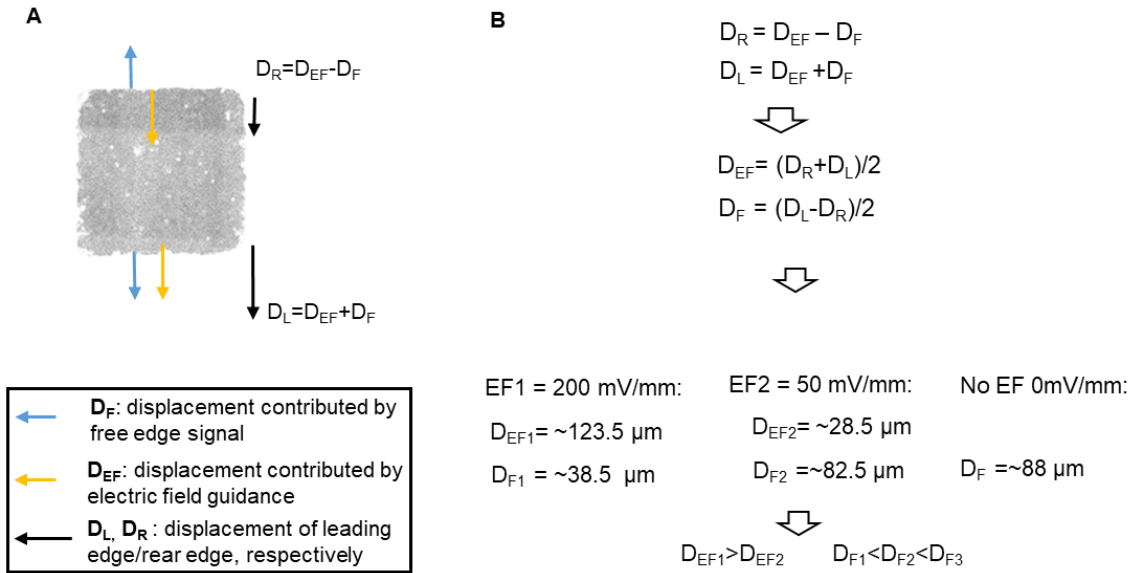 A
D_R=D_EF-D_F
D_L=D_EF+D_F
D_F: displacement contributed by
free edge signal
D_EF: displacement contributed by
electric field guidance
D_L, D_R : displacement of leading
edge/rear edge, respectively
B
D_R = D_EF – D_F
D_L = D_EF +D_F
D_EF= (D_R+D_L)/2
D_F = (D_L-D_R)/2
EF1 = 200 mV/mm:
D_EF1= ~123.5 µm
D_F1 = ~38.5 µm
EF2 = 50 mV/mm:
D_EF2= ~28.5 µm
D_F2 =~82.5 µm
No EF 0mV/mm:
D_F =~88 µm
D_EF1>D_EF2
D_F1<D_F2<D_F3